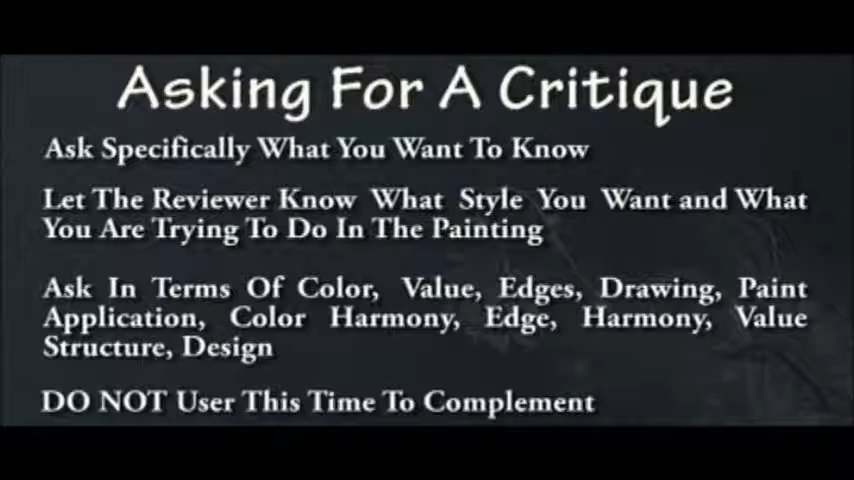 Asking For A Critique
Ask Specifically What You Want To Know
Let The Reviewer Know What Style You Want and What
You Are Trying To Do In The Painting
Ask In Terms Of Color, Value, Edges, Drawing, Paint
Application, Color Harmony, Edge, Harmony, Value
Structure, Design
DO NOT User This Time To Complement